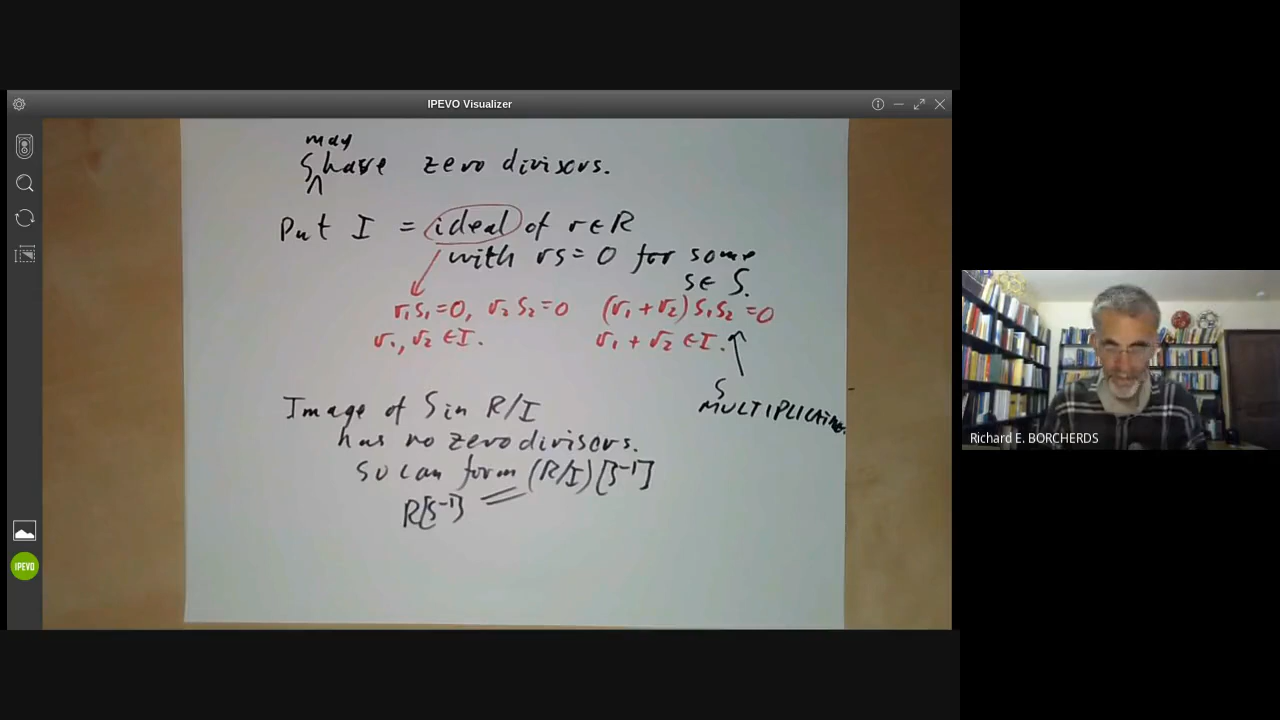 IPEVO Visualizer
may
S have zero divisors.
Put I = ideal of r∈R
with rs=0 for some
s∈ S.
r₁s₁=0, r₂s₂=0 (r₁+r₂)s₁s₂=0
r₁, r₂ ∈I. r₁+r₂ ∈I.
S
MULTIPLICATIVE.
Image of S in R/I
has no zero divisors.
So can form (R/I)[S⁻¹]
R[S⁻¹] =
IPEVO
Richard E. BORCHERDS